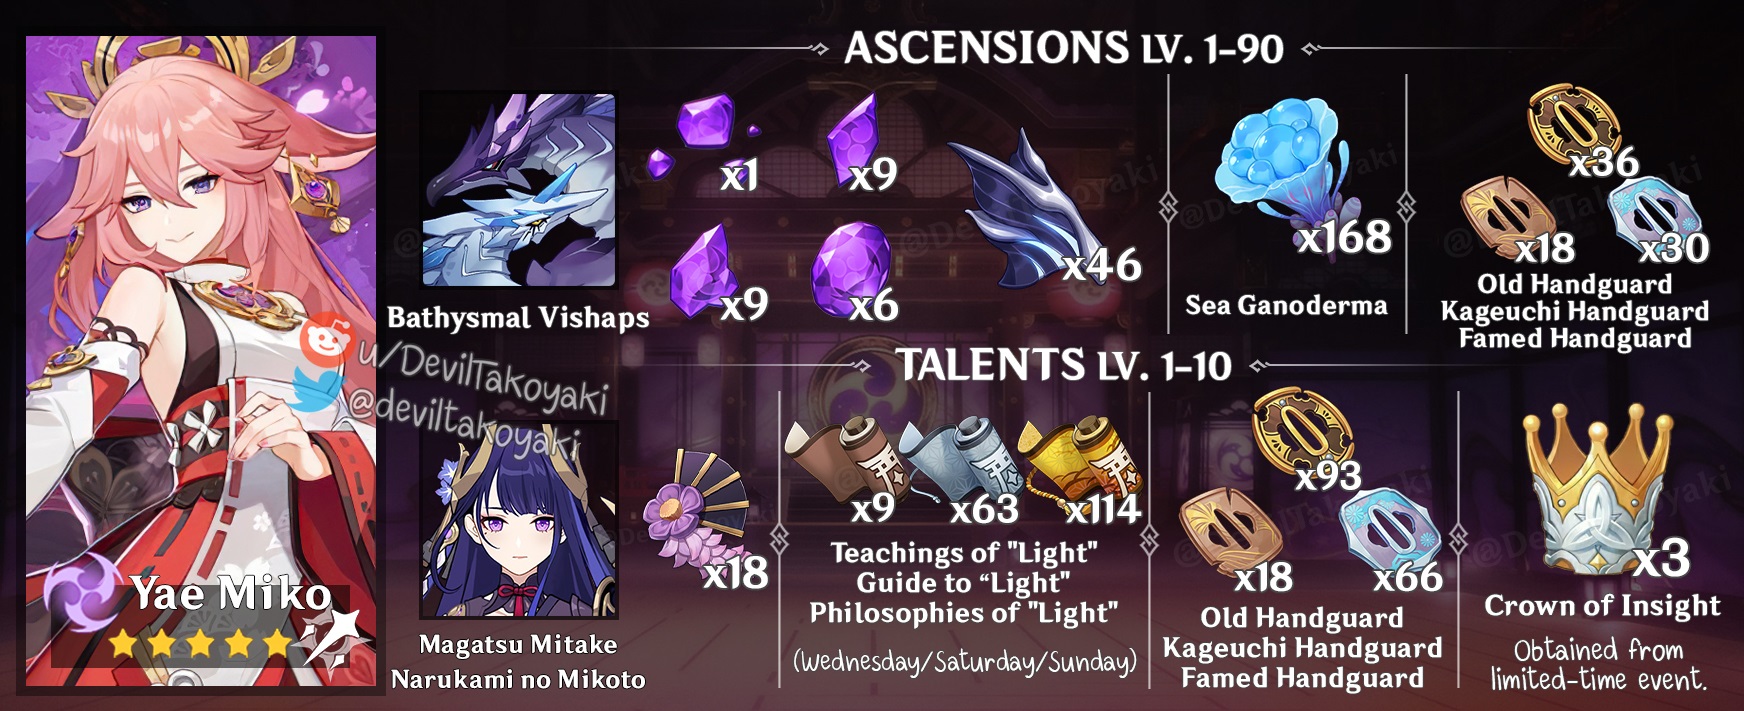 ASCENSIONS LV. 1-90
x1
x9
x9
x6
x46
x168
x36
x18
x30
Bathysmal Vishaps
Sea Ganoderma
Old Handguard
Kageuchi Handguard
Famed Handguard
u/DevilTakoyaki
@deviltakoyaki
TALENTS LV. 1-10
x18
x9
x63
x114
x93
x18
x66
x3
Teachings of "Light"
Guide to “Light"
Philosophies of "Light"
(Wednesday/Saturday/Sunday)
Old Handguard
Kageuchi Handguard
Famed Handguard
Crown of Insight
Obtained from
limited-time event.
Yae Miko
Magatsu Mitake
Narukami no Mikoto